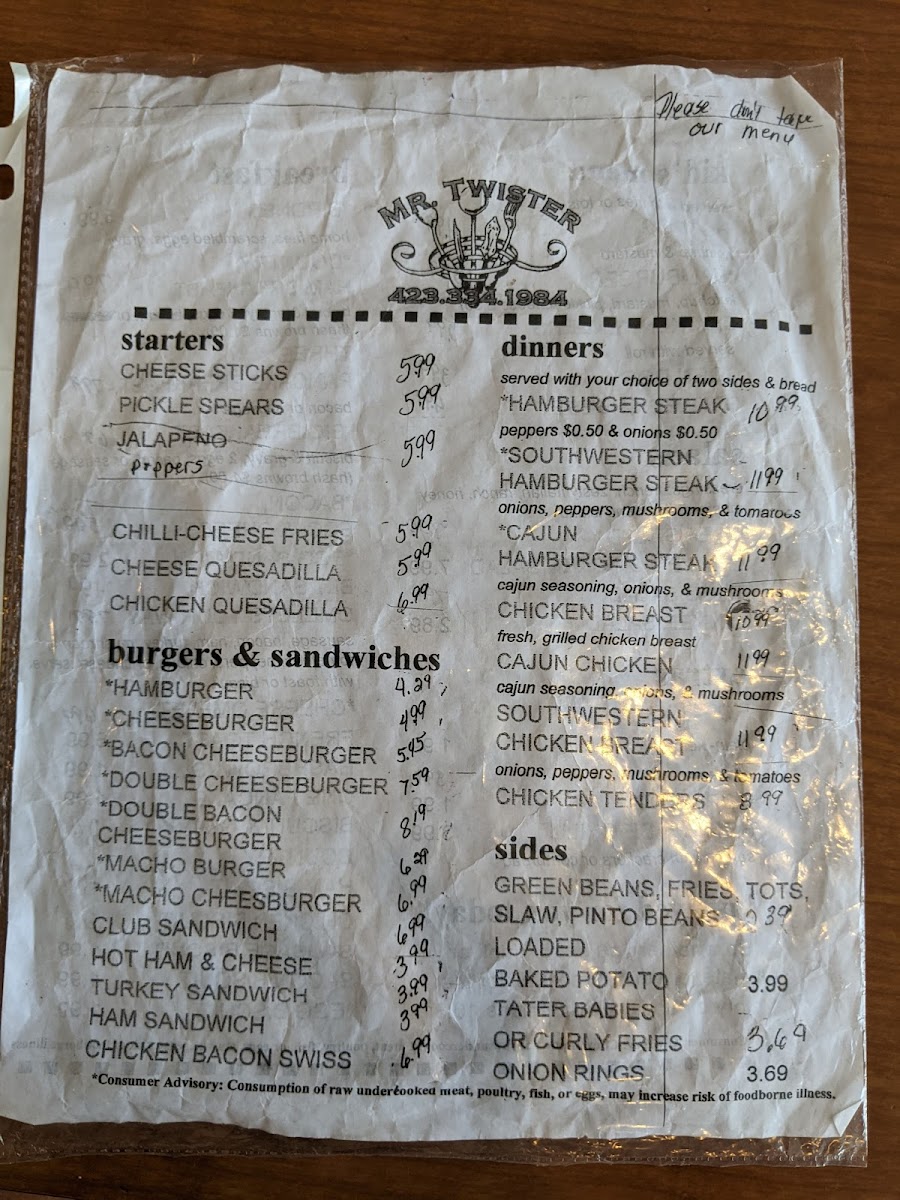 Please don't tape
our menu
MR. TWISTER
423.334.1984
starters
CHEESE STICKS 5.99
PICKLE SPEARS 5.99
JALAPENO 5.99
poppers
CHILLI-CHEESE FRIES 5.99
CHEESE QUESADILLA 5.99
CHICKEN QUESADILLA 6.99
burgers & sandwiches
*HAMBURGER 4.29
*CHEESEBURGER 4.99
*BACON CHEESEBURGER 5.45
*DOUBLE CHEESEBURGER 7.59
*DOUBLE BACON
CHEESEBURGER 8.19
*MACHO BURGER 6.29
*MACHO CHEESBURGER 6.99
CLUB SANDWICH 6.99
HOT HAM & CHEESE 3.99
TURKEY SANDWICH 3.99
HAM SANDWICH 3.99
CHICKEN BACON SWISS 6.99
dinners
served with your choice of two sides & bread
*HAMBURGER STEAK 10.99
peppers $0.50 & onions $0.50
*SOUTHWESTERN
HAMBURGER STEAK 11.99
onions, peppers, mushrooms, & tomatoes
*CAJUN
HAMBURGER STEAK 11.99
cajun seasoning, onions, & mushrooms
CHICKEN BREAST 10.99
fresh, grilled chicken breast
CAJUN CHICKEN 11.99
cajun seasoning, onions, & mushrooms
SOUTHWESTERN
CHICKEN BREAST 11.99
onions, peppers, mushrooms, & tomatoes
CHICKEN TENDERS 8.99
sides
GREEN BEANS, FRIES, TOTS,
SLAW, PINTO BEANS
LOADED
BAKED POTATO 3.99
TATER BABIES
OR CURLY FRIES 3.69
ONION RINGS 3.69
*Consumer Advisory: Consumption of raw undercooked meat, poultry, fish, or eggs, may increase risk of foodborne illness.